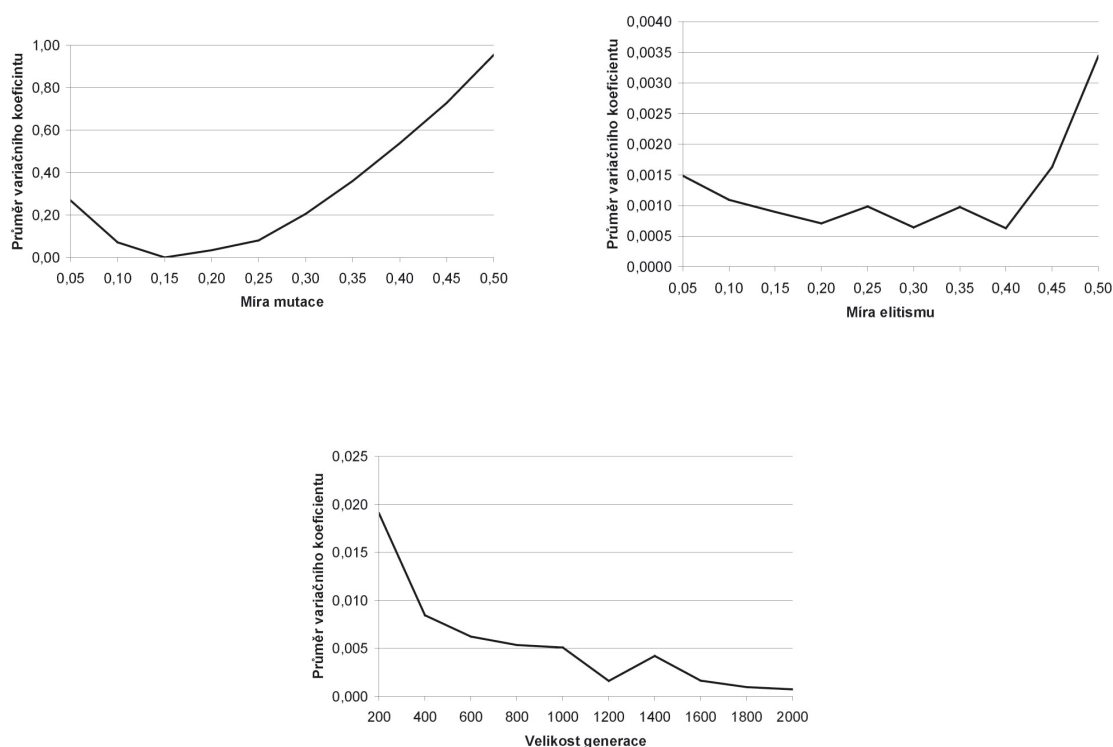 Průměr variačního koeficintu
1,00
0,80
0,60
0,40
0,20
0,00
0,05 0,10 0,15 0,20 0,25 0,30 0,35 0,40 0,45 0,50
Míra mutace
Průměr variačního koeficientu
0,0040
0,0035
0,0030
0,0025
0,0020
0,0015
0,0010
0,0005
0,0000
0,05 0,10 0,15 0,20 0,25 0,30 0,35 0,40 0,45 0,50
Míra elitismu
Průměr variačního koeficientu
0,025
0,020
0,015
0,010
0,005
0,000
200 400 600 800 1000 1200 1400 1600 1800 2000
Velikost generace